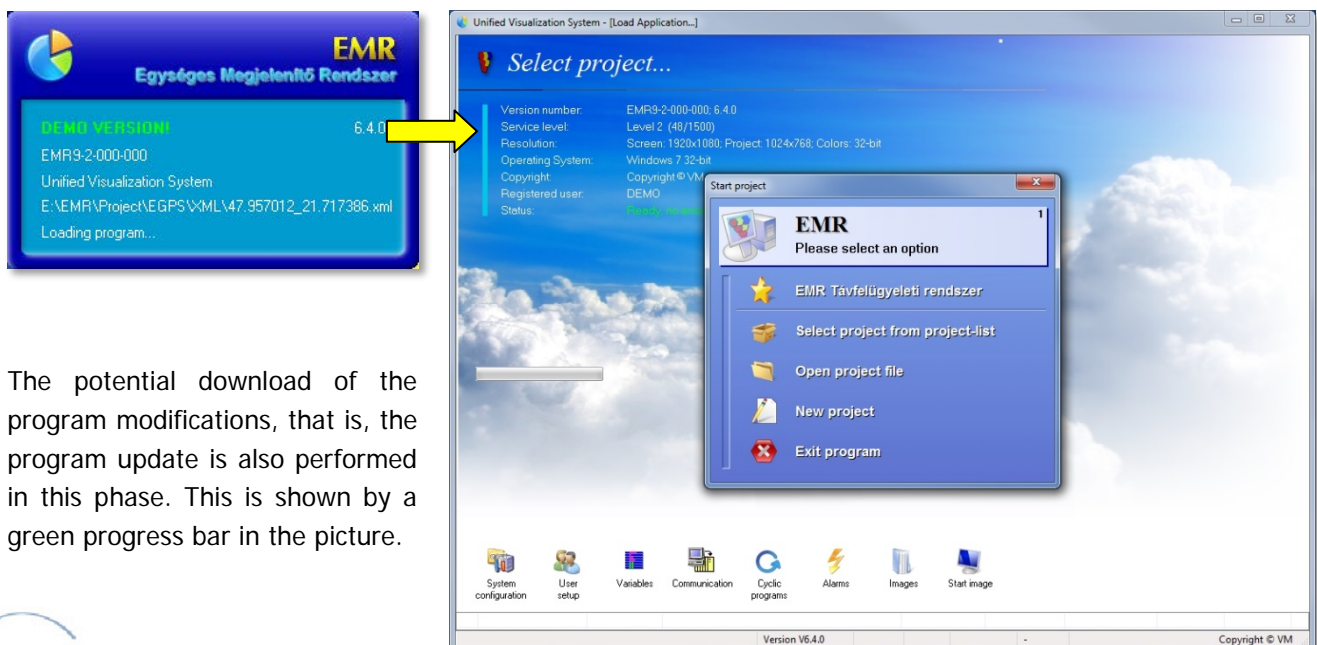 EMR
Egységes Megjelenítő Rendszer
DEMO VERSION!
6.4.0
EMR9-2-000-000
Unified Visualization System
E:\EMR\Project\EGPS\XML\47.957012_21.717386.xml
Loading program...
The potential download of the
program modifications, that is, the
program update is also performed
in this phase. This is shown by a
green progress bar in the picture.
Unified Visualization System - [Load Application...]
Select project...
Version number: EMR9-2-000-000; 6.4.0
Service level: Level 2 (48/1500)
Resolution: Screen: 1920x1080; Project: 1024x768; Colors: 32-bit
Operating System: Windows 7 32-bit
Copyright: Copyright © VM
Registered user: DEMO
Status: Ready,
Start project
EMR
1
Please select an option
EMR Távfelügyeleti rendszer
Select project from project-list
Open project file
New project
Exit program
System
configuration
User
setup
Variables
Communication
Cyclic
programs
Alarms
Images
Start image
Version V6.4.0
-
Copyright © VM